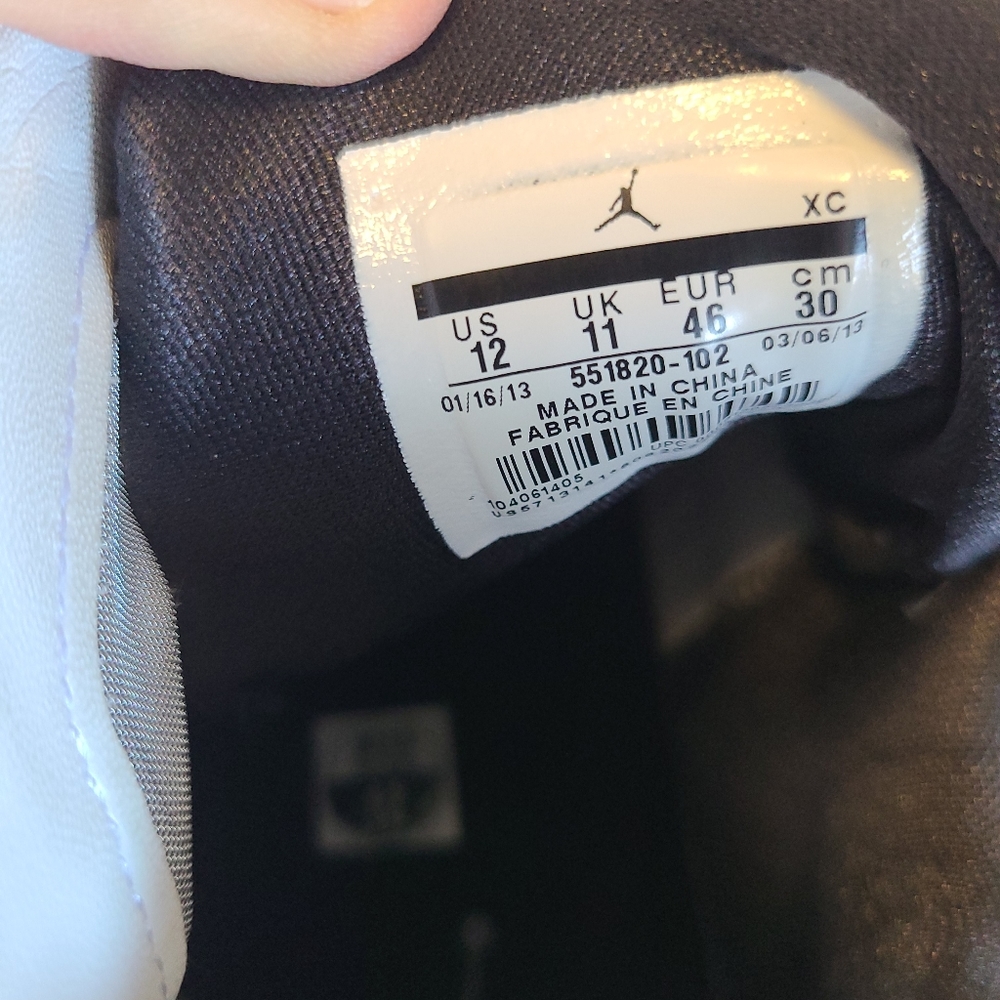 XC
US UK EUR cm
12 11 46 30
01/16/13 551820-102 03/06/13
MADE IN CHINA
FABRIQUE EN CHINE
104061405